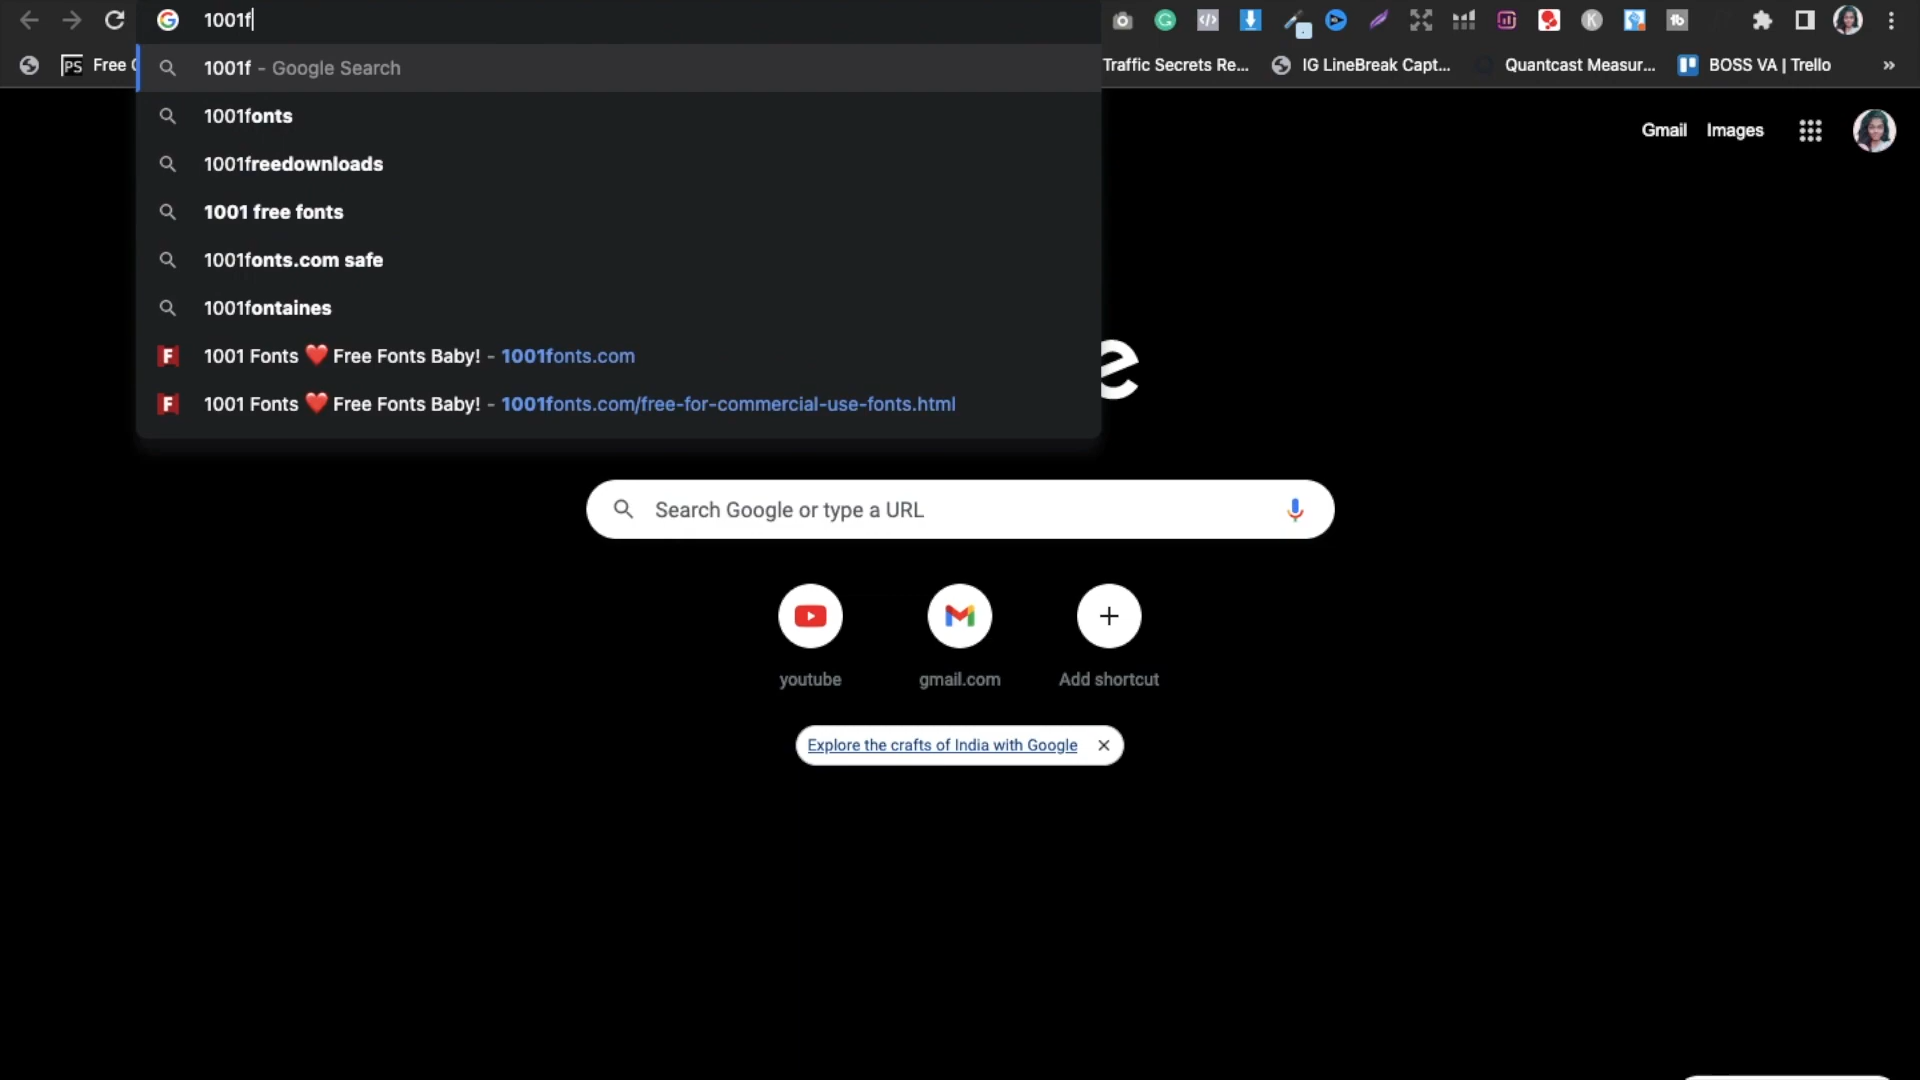 1001f
Free
Traffic Secrets Re...
IG LineBreak Capt...
Quantcast Measur...
BOSS VA | Trello
»
1001f - Google Search
1001fonts
1001freedownloads
1001 free fonts
1001fonts.com safe
1001fontaines
1001 Fonts ❤️ Free Fonts Baby! - 1001fonts.com
1001 Fonts ❤️ Free Fonts Baby! - 1001fonts.com/free-for-commercial-use-fonts.html
Gmail
Images
e
Search Google or type a URL
youtube
gmail.com
Add shortcut
Explore the crafts of India with Google